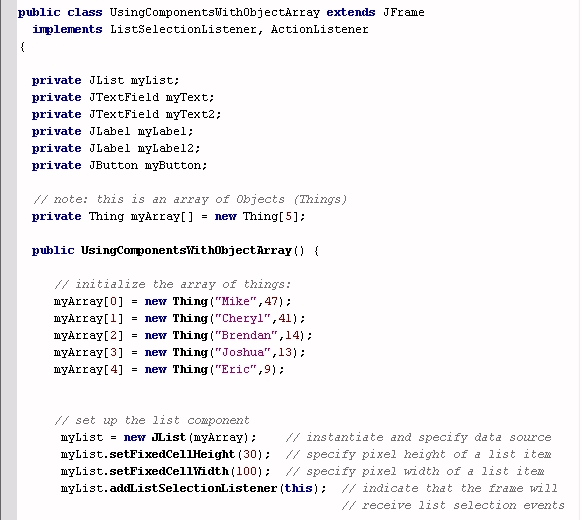 public class UsingComponentsWithObjectArray extends JFrame
implements ListSelectionListener, ActionListener
{
private JList myList;
private JTextField myText;
private JTextField myText2;
private JLabel myLabel;
private JLabel myLabel2;
private JButton myButton;
// note: this is an array of Objects (Things)
private Thing myArray[] = new Thing[5];
public UsingComponentsWithObjectArray() {
// initialize the array of things:
myArray[0] = new Thing("Mike",47);
myArray[1] = new Thing("Cheryl",41);
myArray[2] = new Thing("Brendan",14);
myArray[3] = new Thing("Joshua",13);
myArray[4] = new Thing("Eric",9);
// set up the list component
myList = new JList(myArray); // instantiate and specify data source
myList.setFixedCellHeight(30); // specify pixel height of a list item
myList.setFixedCellWidth(100); // specify pixel width of a list item
myList.addListSelectionListener(this); // indicate that the frame will
// receive list selection events